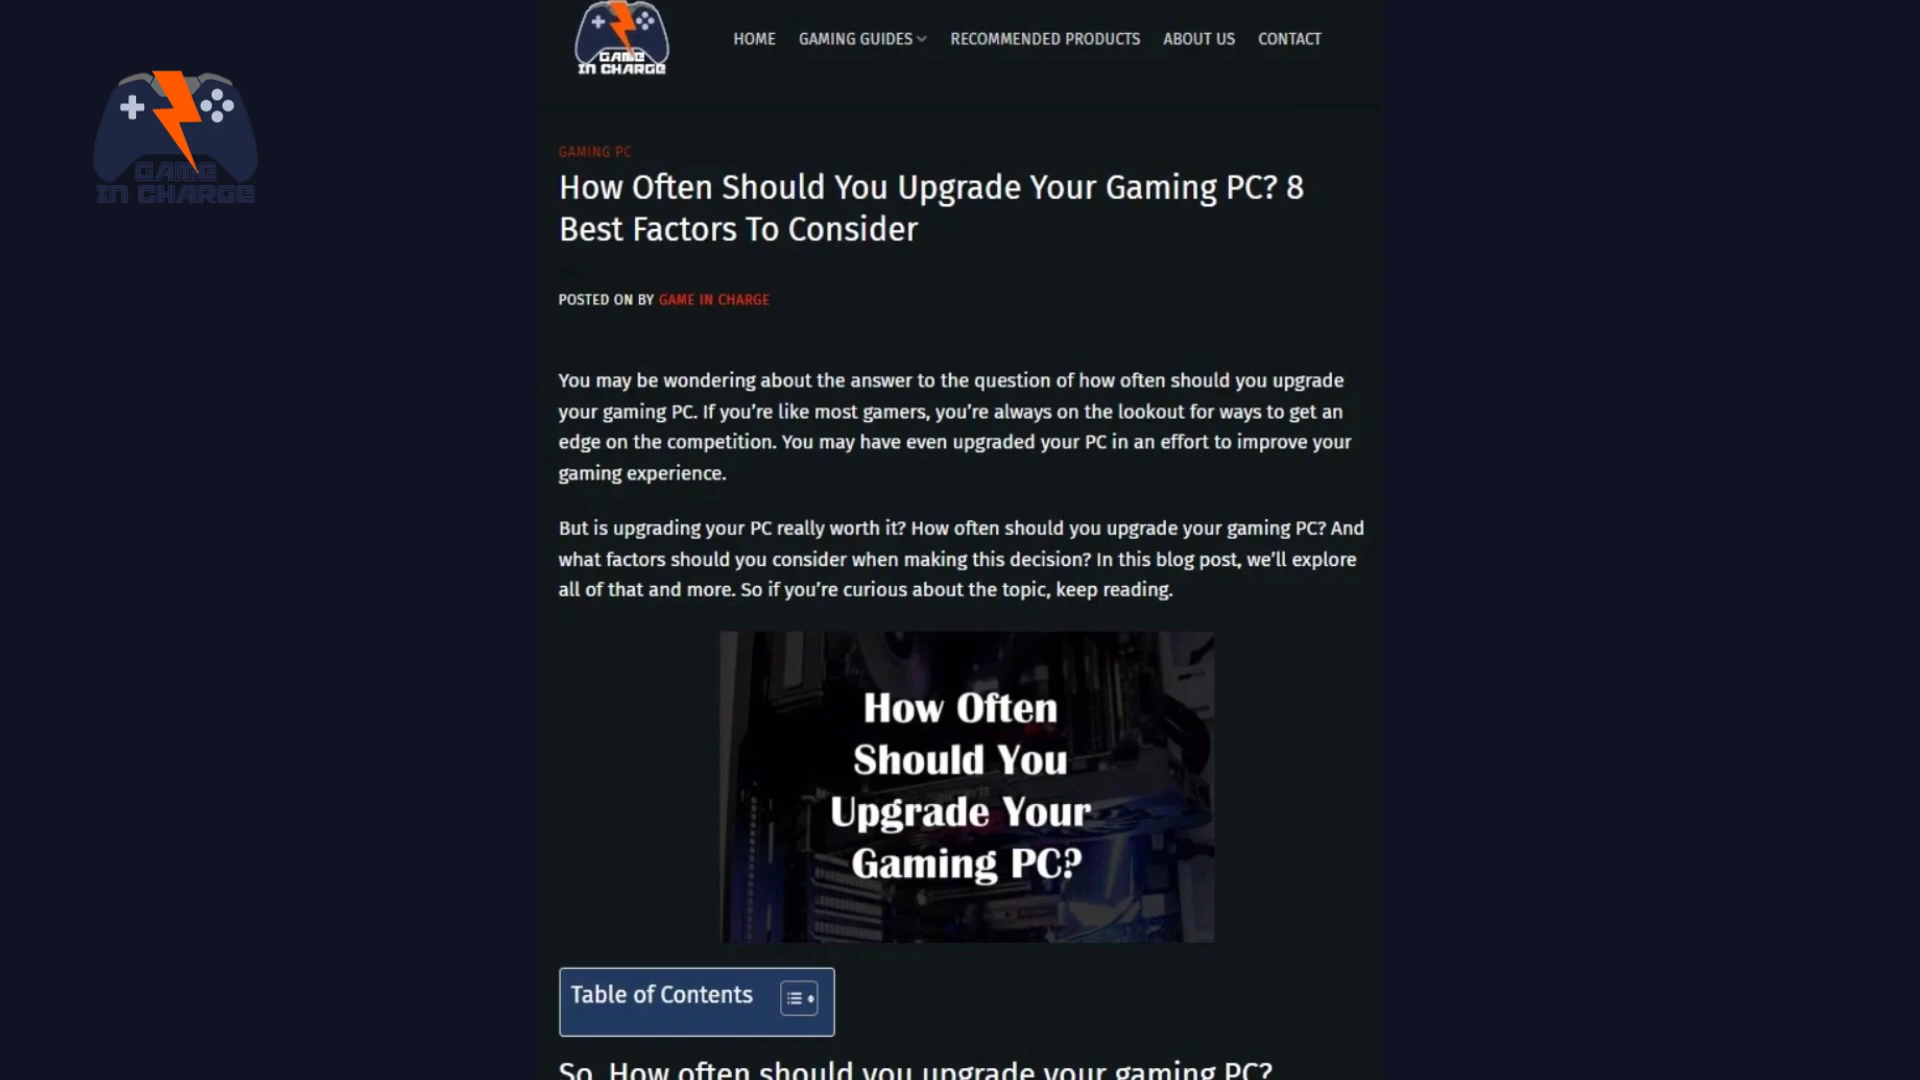 GAME
IN CHARGE
HOME GAMING GUIDES RECOMMENDED PRODUCTS ABOUT US CONTACT
GAME
IN CHARGE
GAMING PC
How Often Should You Upgrade Your Gaming PC? 8
Best Factors To Consider
POSTED ON BY GAME IN CHARGE
You may be wondering about the answer to the question of how often should you upgrade
your gaming PC. If you’re like most gamers, you’re always on the lookout for ways to get an
edge on the competition. You may have even upgraded your PC in an effort to improve your
gaming experience.
But is upgrading your PC really worth it? How often should you upgrade your gaming PC? And
what factors should you consider when making this decision? In this blog post, we’ll explore
all of that and more. So if you’re curious about the topic, keep reading.
How Often
Should You
Upgrade Your
Gaming PC?
Table of Contents
So, How often should you upgrade your gaming PC?